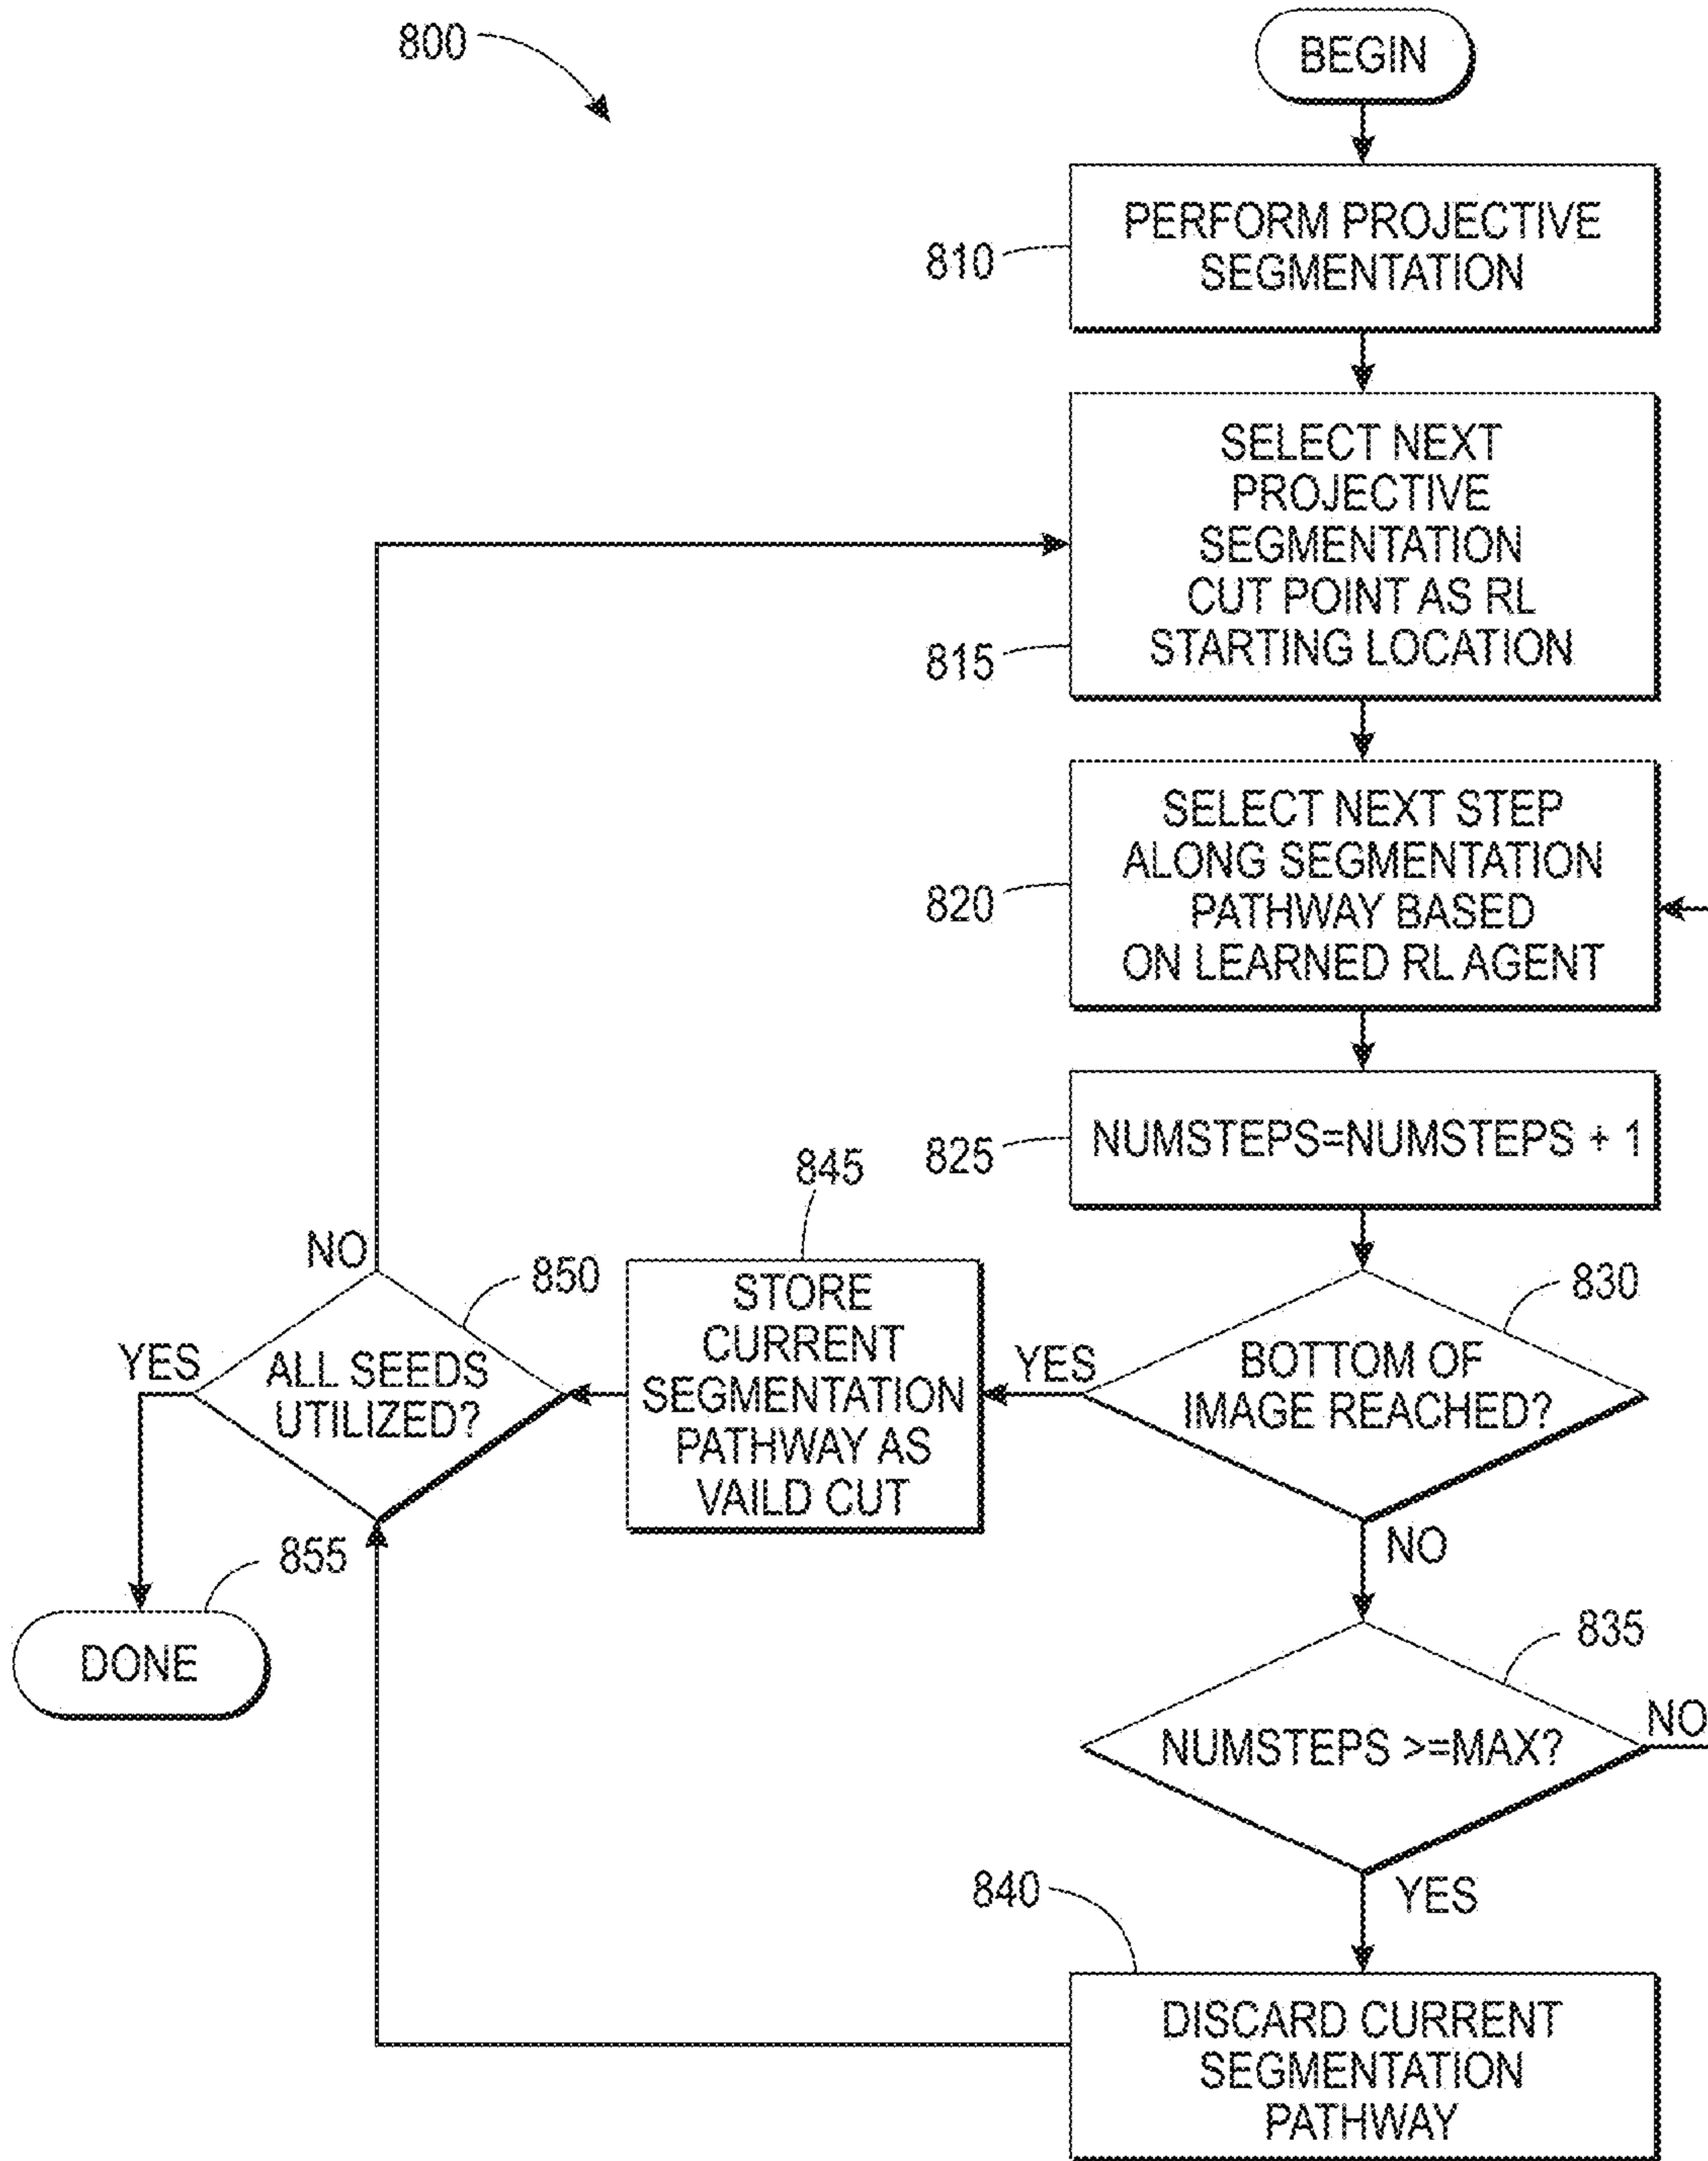 800
BEGIN
PERFORM PROJECTIVE
SEGMENTATION
810
SELECT NEXT
PROJECTIVE
SEGMENTATION
CUT POINT AS RL
STARTING LOCATION
815
SELECT NEXT STEP
ALONG SEGMENTATION
PATHWAY BASED
ON LEARNED RL AGENT
820
NUMSTEPS=NUMSTEPS + 1
825
BOTTOM OF
IMAGE REACHED?
830
YES
NO
845
STORE
CURRENT
SEGMENTATION
PATHWAY AS
VAILD CUT
850
ALL SEEDS
UTILIZED?
NO
YES
855
DONE
835
NUMSTEPS >=MAX?
NO
YES
840
DISCARD CURRENT
SEGMENTATION
PATHWAY